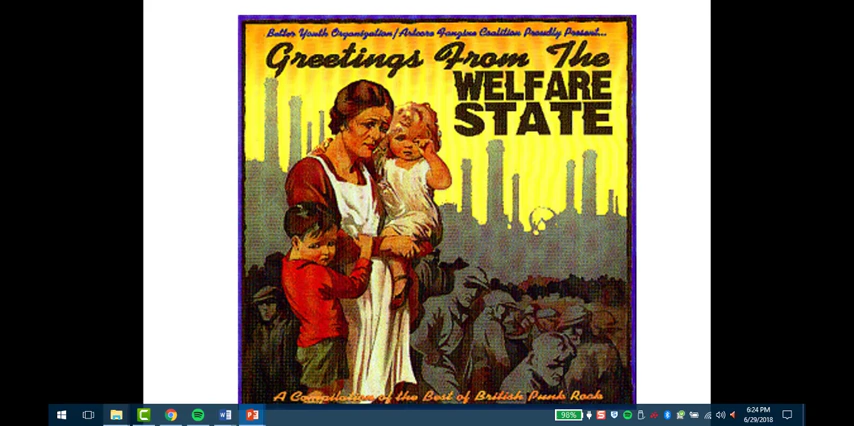 Better Youth Organization/Artcore Fanzine Coalition Proudly Present...
Greetings From The
WELFARE
STATE
A Compilation of the Best of British Punk Rock
98%
6:24 PM
6/29/2018